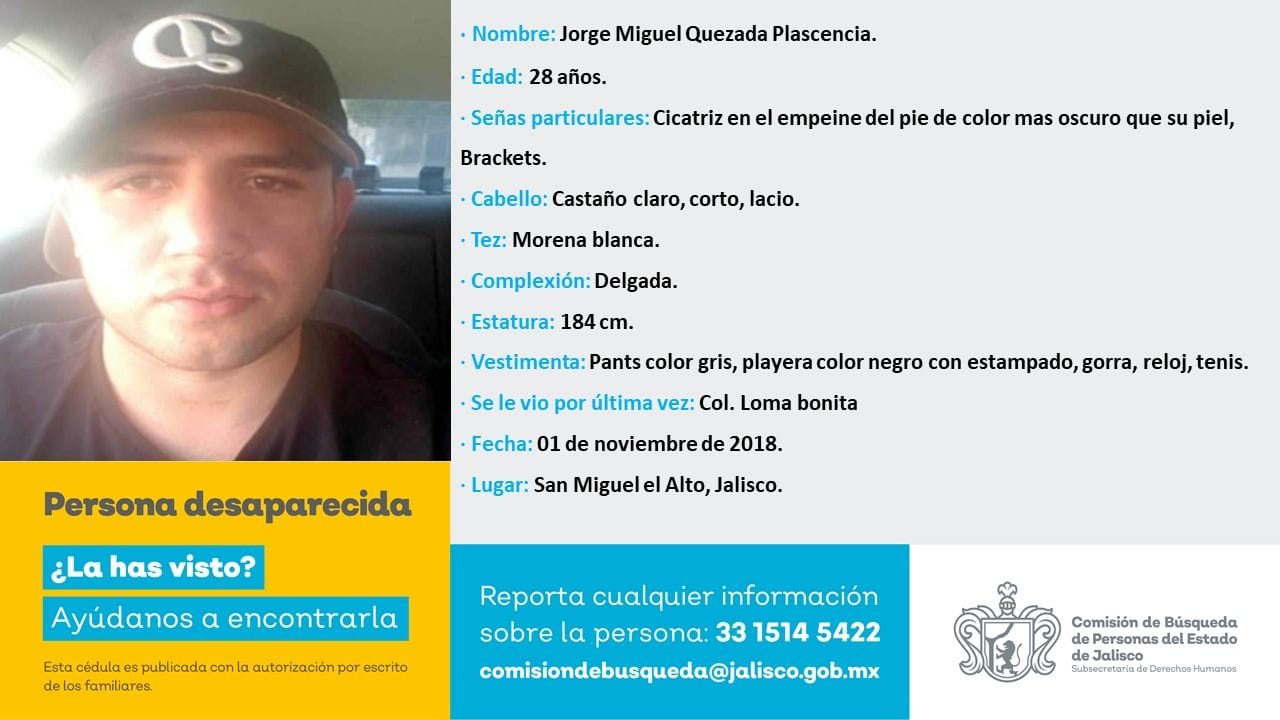 · Nombre: Jorge Miguel Quezada Plascencia.
· Edad: 28 años.
· Señas particulares: Cicatriz en el empeine del pie de color mas oscuro que su piel,
Brackets.
· Cabello: Castaño claro, corto, lacio.
· Tez: Morena blanca.
· Complexión: Delgada.
· Estatura: 184 cm.
· Vestimenta: Pants color gris, playera color negro con estampado, gorra, reloj, tenis.
· Se le vio por última vez: Col. Loma bonita
· Fecha: 01 de noviembre de 2018.
· Lugar: San Miguel el Alto, Jalisco.
Persona desaparecida
¿La has visto?
Ayúdanos a encontrarla
Esta cédula es publicada con la autorización por escrito
de los familiares.
Reporta cualquier información
sobre la persona: 33 1514 5422
comisiondebusqueda@jalisco.gob.mx
Comisión de Búsqueda
de Personas del Estado
de Jalisco
Subsecretaría de Derechos Humanos